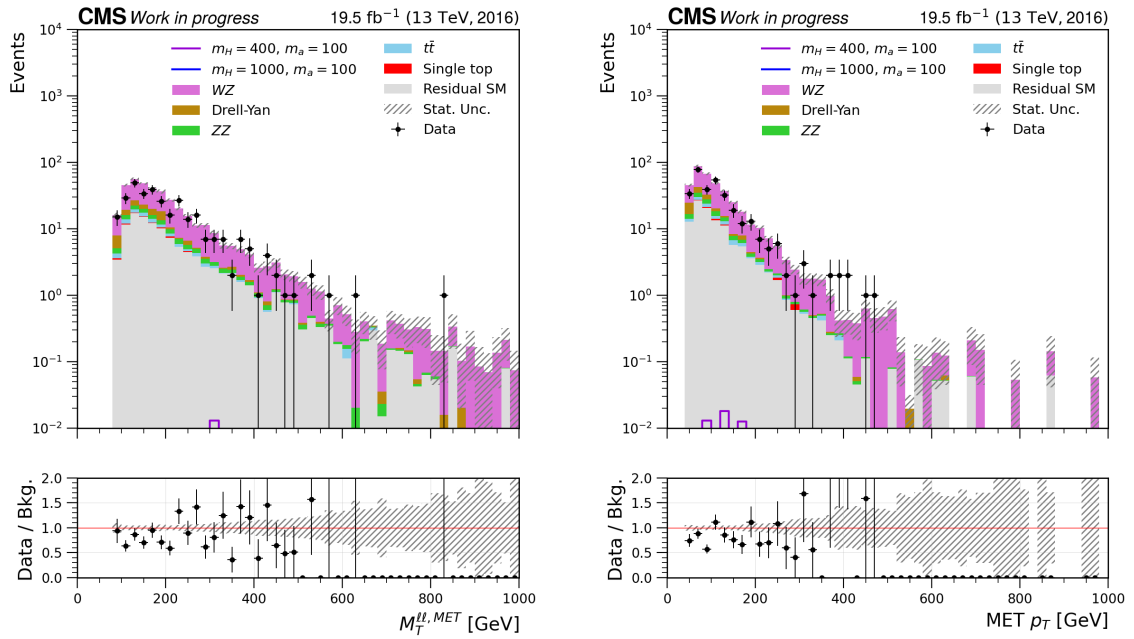 CMS Work in progress 19.5 fb⁻¹ (13 TeV, 2016)
Events
m_H = 400, m_a = 100
m_H = 1000, m_a = 100
WZ
Drell-Yan
ZZ
tt̄
Single top
Residual SM
Stat. Unc.
Data
10⁴
10³
10²
10¹
10⁰
10⁻¹
10⁻²
Data / Bkg.
2.0
1.5
1.0
0.5
0.0
0 200 400 600 800 1000
M_T^{ℓℓ, MET} [GeV]
CMS Work in progress 19.5 fb⁻¹ (13 TeV, 2016)
Events
m_H = 400, m_a = 100
m_H = 1000, m_a = 100
WZ
Drell-Yan
ZZ
tt̄
Single top
Residual SM
Stat. Unc.
Data
10⁴
10³
10²
10¹
10⁰
10⁻¹
10⁻²
Data / Bkg.
2.0
1.5
1.0
0.5
0.0
0 200 400 600 800 1000
MET p_T [GeV]